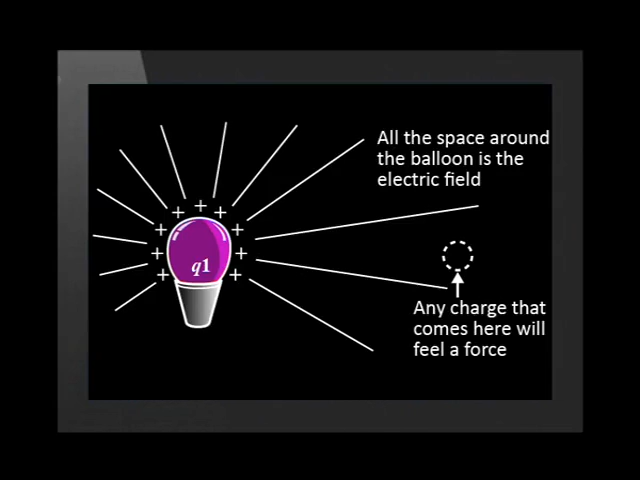 All the space around
the balloon is the
electric field
q1
Any charge that
comes here will
feel a force